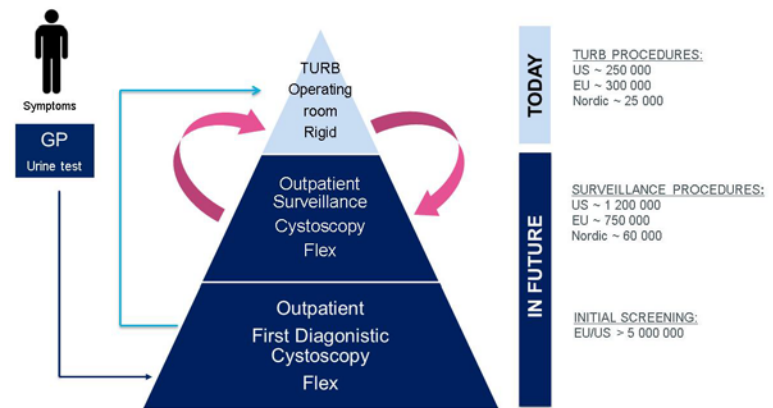 Symptoms
GP
Urine test
TURB
Operating
room
Rigid
Outpatient
Surveillance
Cystoscopy
Flex
Outpatient
First Diagonistic
Cystoscopy
Flex
TODAY
IN FUTURE
TURB PROCEDURES:
US ~ 250 000
EU ~ 300 000
Nordic ~ 25 000
SURVEILLANCE PROCEDURES:
US ~ 1 200 000
EU ~ 750 000
Nordic ~ 60 000
INITIAL SCREENING:
EU/US > 5 000 000